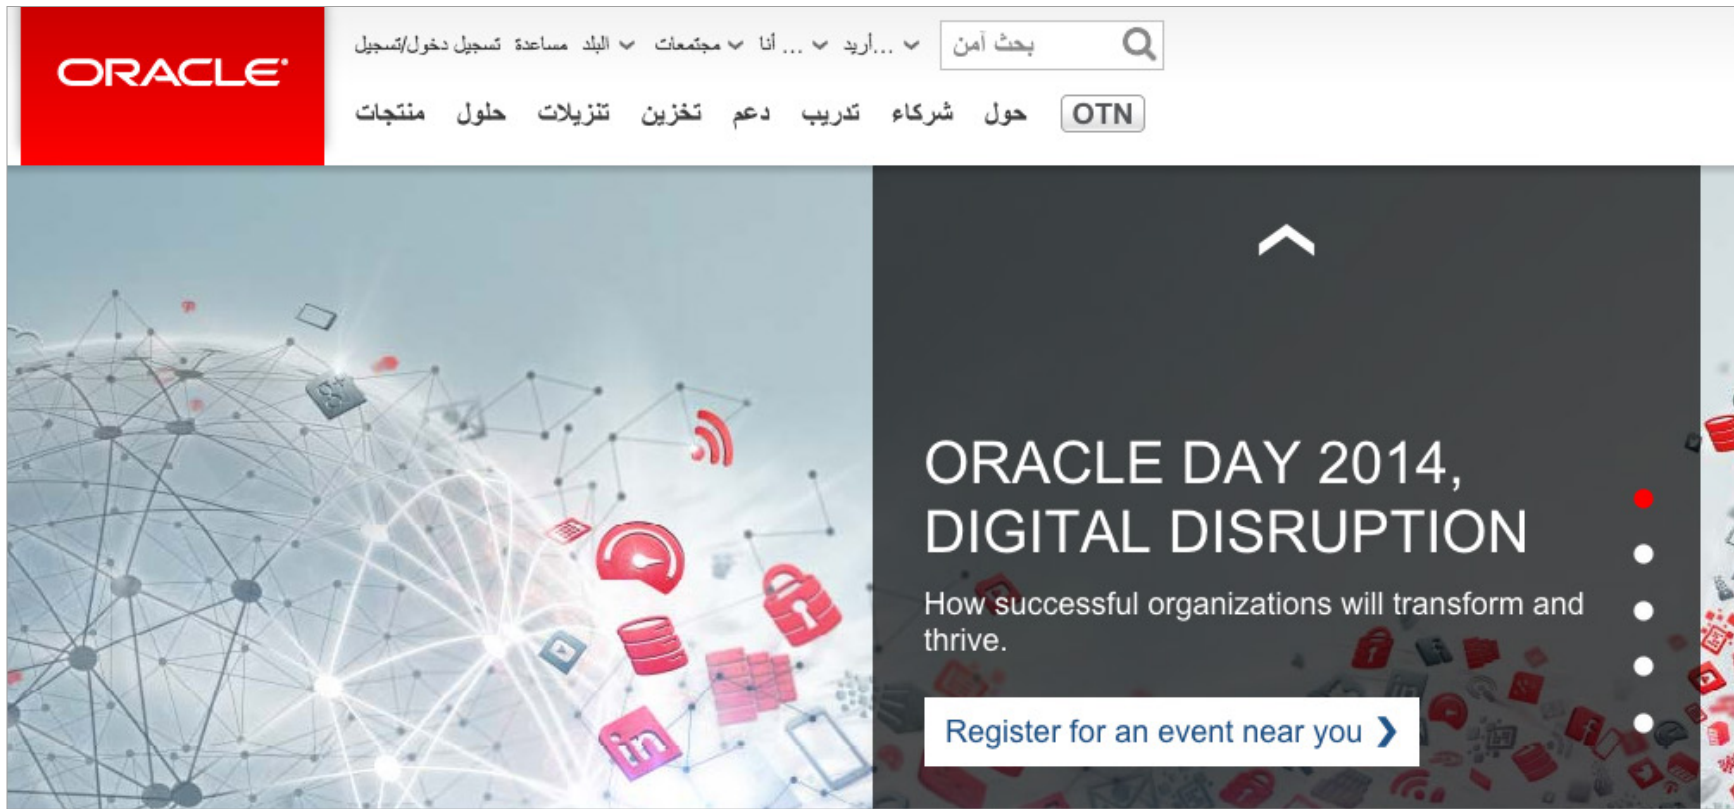 ORACLE
تسجيل دخول/تسجيل مساعدة البلد مجتمعات أنا ... أريد...
بحث آمن
منتجات حلول تنزيلات تخزين دعم تدريب شركاء حول OTN
ORACLE DAY 2014,
DIGITAL DISRUPTION
How successful organizations will transform and
thrive.
Register for an event near you ❯
g+
in